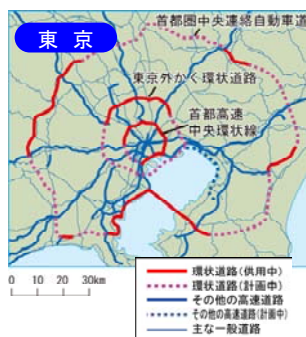 東京
首都圏中央連絡自動車道
東京外かく環状道路
首都高速
中央環状線
環状道路(供用中)
環状道路(計画中)
その他の高速道路
その他の高速道路(計画中)
主な一般道路
0 10 20 30km